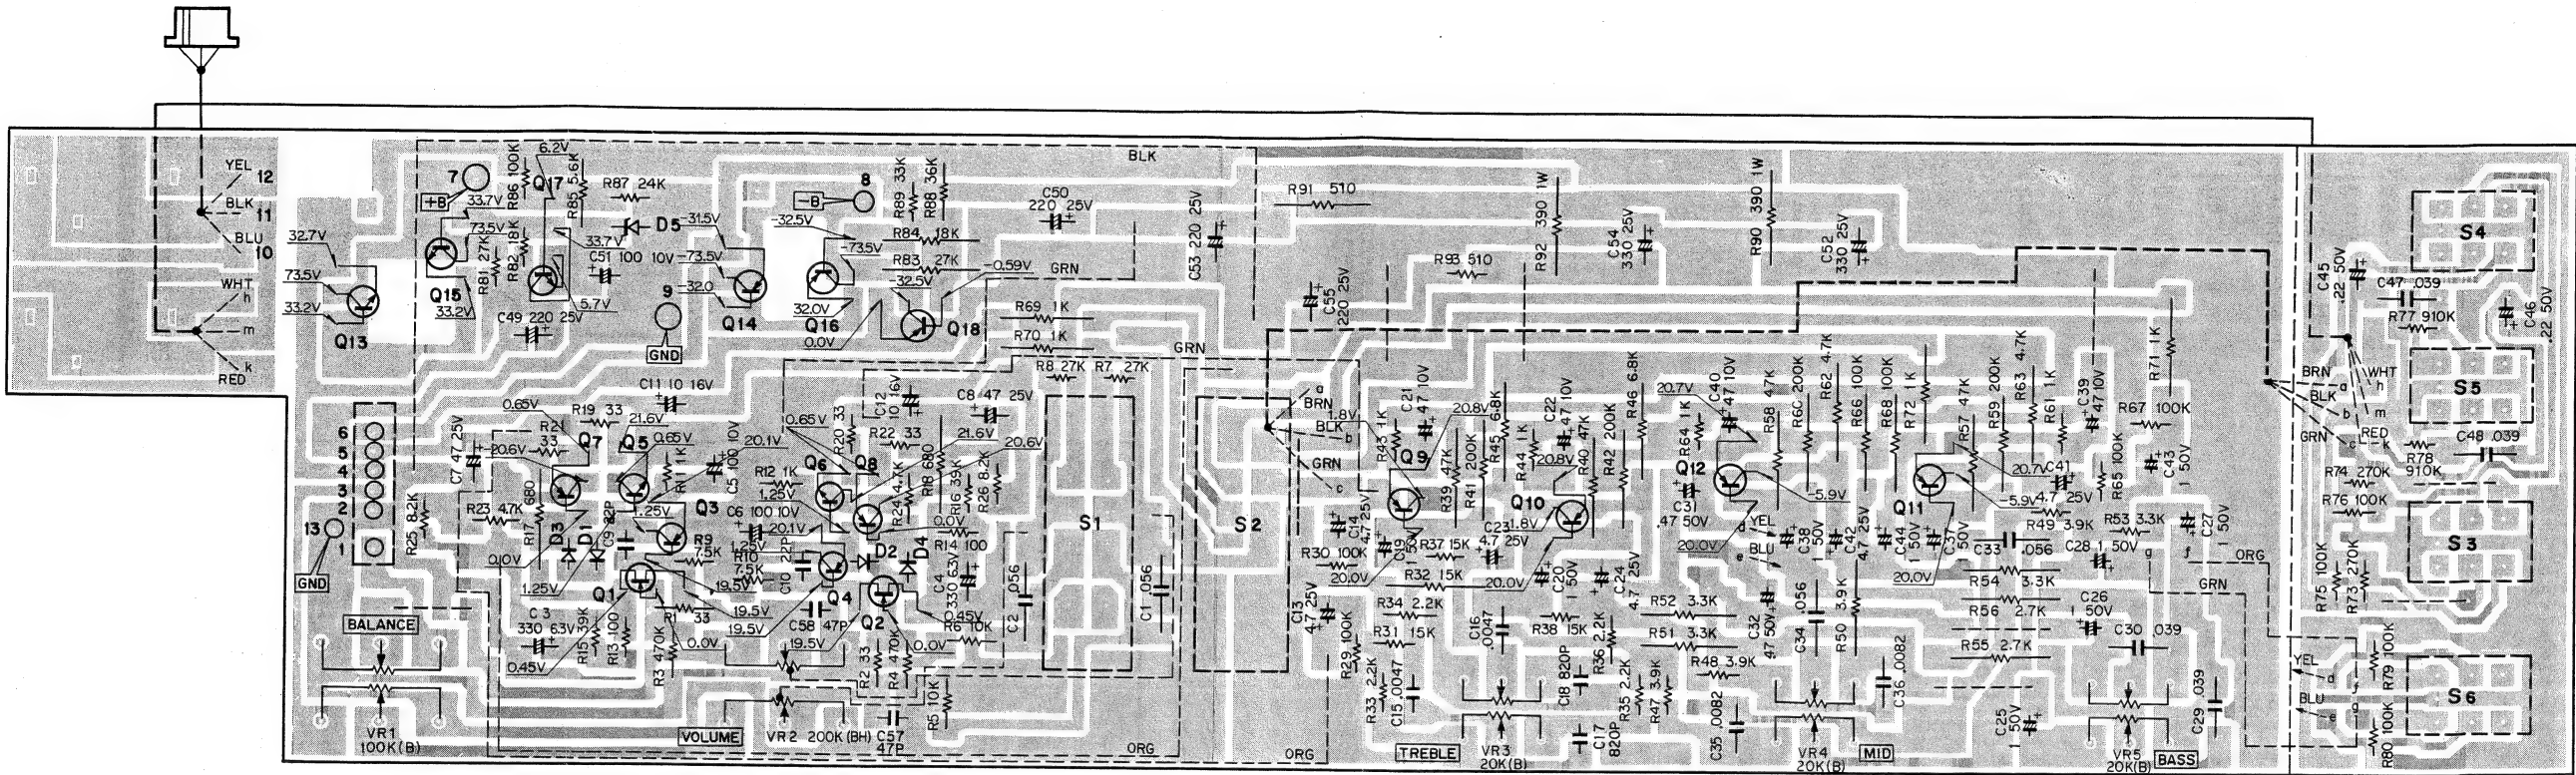 YEL
12
BLK
11
BLU
10
WHT
h
m
k
RED
32.7V
73.5V
33.2V
Q13
7
+B
33.7V
73.5V
Q15
33.2V
R81 27K
R82 18K
R86 100K
Q17
6.2V
R85 5.6K
R87 24K
D5
33.7V
C51 100 10V
5.7V
C49 220 25V
9
GND
-31.5V
-73.5V
-32.0
Q14
8
-B
-32.5V
-73.5V
32.0V
Q16
0.0V
R89 33K
R88 36K
R84 18K
R83 27K
-0.59V
-32.5V
Q18
C50
220 25V
GRN
BLK
C53 220 25V
R69 1K
R70 1K
GRN
R8 27K
R7 27K
R91 510
C55
220 25V
R93 510
R92 390 1W
C54
330 25V
R90 390 1W
C52
330 25V
6
5
4
3
2
1
13
GND
R25 8.2K
C7 47 25V
0.65V
R19 33
R21
33
20.6V
Q7
21.6V
Q5
0.65V
C11 10 16V
R11 1K
C5 100 10V
20.1V
R23 4.7K
R17 680
D3
D1
C9 82P
1.25V
Q3
R9
7.5K
R10
7.5K
0.0V
1.25V
Q1
C3
330 6.3V
0.45V
R15 39K
R13 100
R3 470K
R1 33
0.0V
19.5V
19.5V
19.5V
R12 1K
1.25V
C6 100 10V
20.1V
1.25V
C10 22P
C58 47P
19.5V
Q6
Q8
0.65V
R20 33
C12
10 16V
R22 33
C8 47 25V
21.6V
20.6V
R24 4.7K
R18 680
R16 39K
R26 8.2K
0.0V
R14 100
D2
D4
Q4
Q2
C4
330 6.3V
.45V
R6 10K
0.0V
R2 33
R4 470K
R5 10K
C57
47P
C2 .056
C1 .056
S1
S2
BALANCE
VR1
100K(B)
VOLUME
VR2 200K(BH)
ORG
ORG
a
BRN
BLK
b
GRN
c
1.8V
R43 1K
C21
47 10V
20.8V
Q9
R39 47K
R41 200K
R45 6.8K
R44 1K
C22
47 10V
20.8V
R40 47K
R42 200K
R46 6.8K
Q10
C23
1.8V
4.7 25V
C14
4.7 25V
C19
1 50V
R30 100K
20.0V
R37 15K
R32 15K
20.0V
R34 2.2K
R31 15K
C13
4.7 25V
R29 100K
R33 2.2K
C15 .0047
C16
.0047
C20
1 50V
C24
4.7 25V
R38 15K
R36 2.2K
C18 820P
C17
820P
R35 2.2K
R47 3.9K
TREBLE
VR3
20K(B)
20.7V
R64 1K
C40
47 10V
R58 47K
R60 200K
R62 4.7K
R66 100K
R68 100K
R72 1K
Q12
C31
.47 50V
-5.9V
d
YEL
BLU
e
20.0V
C38
1 50V
C42
4.7 25V
C44
1 50V
Q11
R52 3.3K
R51 3.3K
R48 3.9K
C32
.47 50V
C34 .056
R50 3.9K
C35 .0082
C36 .0082
VR4
20K(B)
MID
R57 47K
R59 200K
R63 4.7K
R61 1K
C39
47 10V
R71 1K
R67 100K
20.7V
C41
4.7 25V
-5.9V
R65 100K
C43
1 50V
C37
1 50V
R49 3.9K
C33 .056
R53 3.3K
C27
1 50V
C28 1 50V
20.0V
R54 3.3K
R56 2.7K
R55 2.7K
C26
1 50V
C30 .039
C25
1 50V
C29 .039
g
f
ORG
GRN
VR5
20K(B)
BASS
C45
.22 50V
S4
C47 .039
R77 910K
C46
.22 50V
S5
BRN
WHT
a
h
BLK
b
m
GRN
c
RED
k
R78
910K
C48 .039
R74 270K
R76 100K
S3
R75 100K
R73 270K
R79 100K
YEL
d
f
BLU
g
e
R80 100K
S6